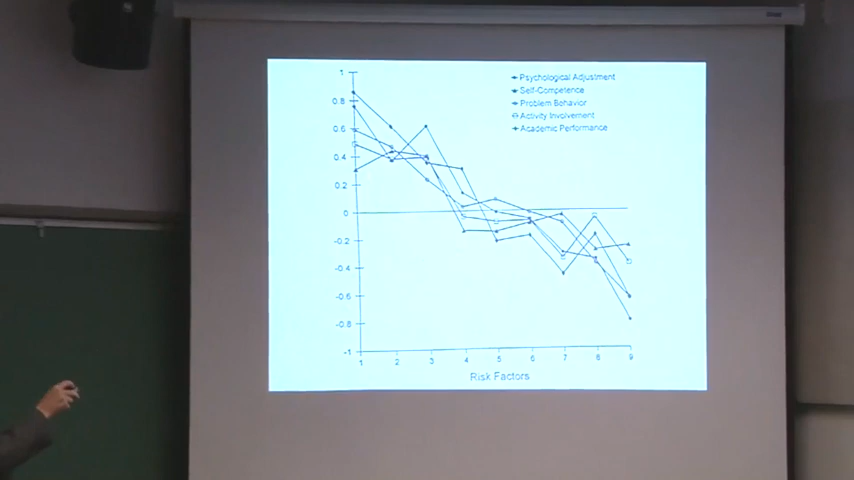 Psychological Adjustment
Self-Competence
Problem Behavior
Activity Involvement
Academic Performance
1
0.8
0.6
0.4
0.2
0
-0.2
-0.4
-0.6
-0.8
-1
1 2 3 4 5 6 7 8 9
Risk Factors